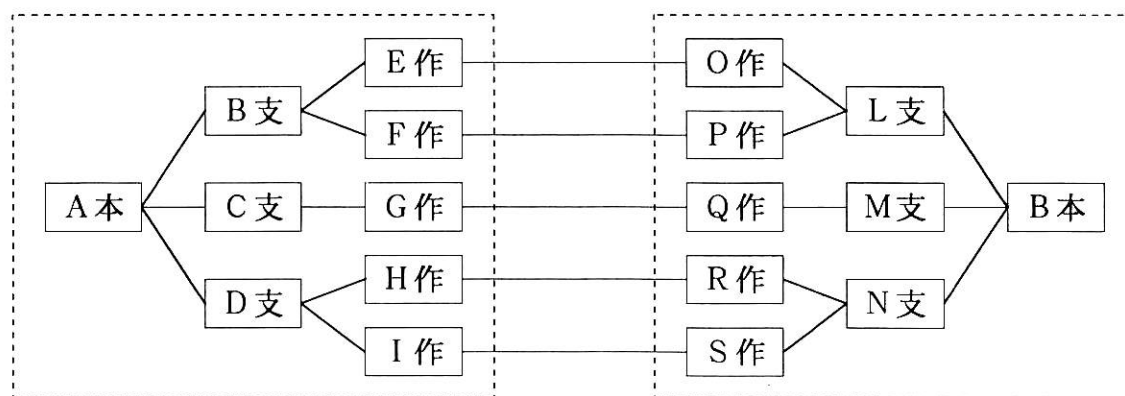 E作 O作
B支 L支
F作 P作
A本 C支 G作 Q作 M支 B本
H作 R作
D支 N支
I作 S作